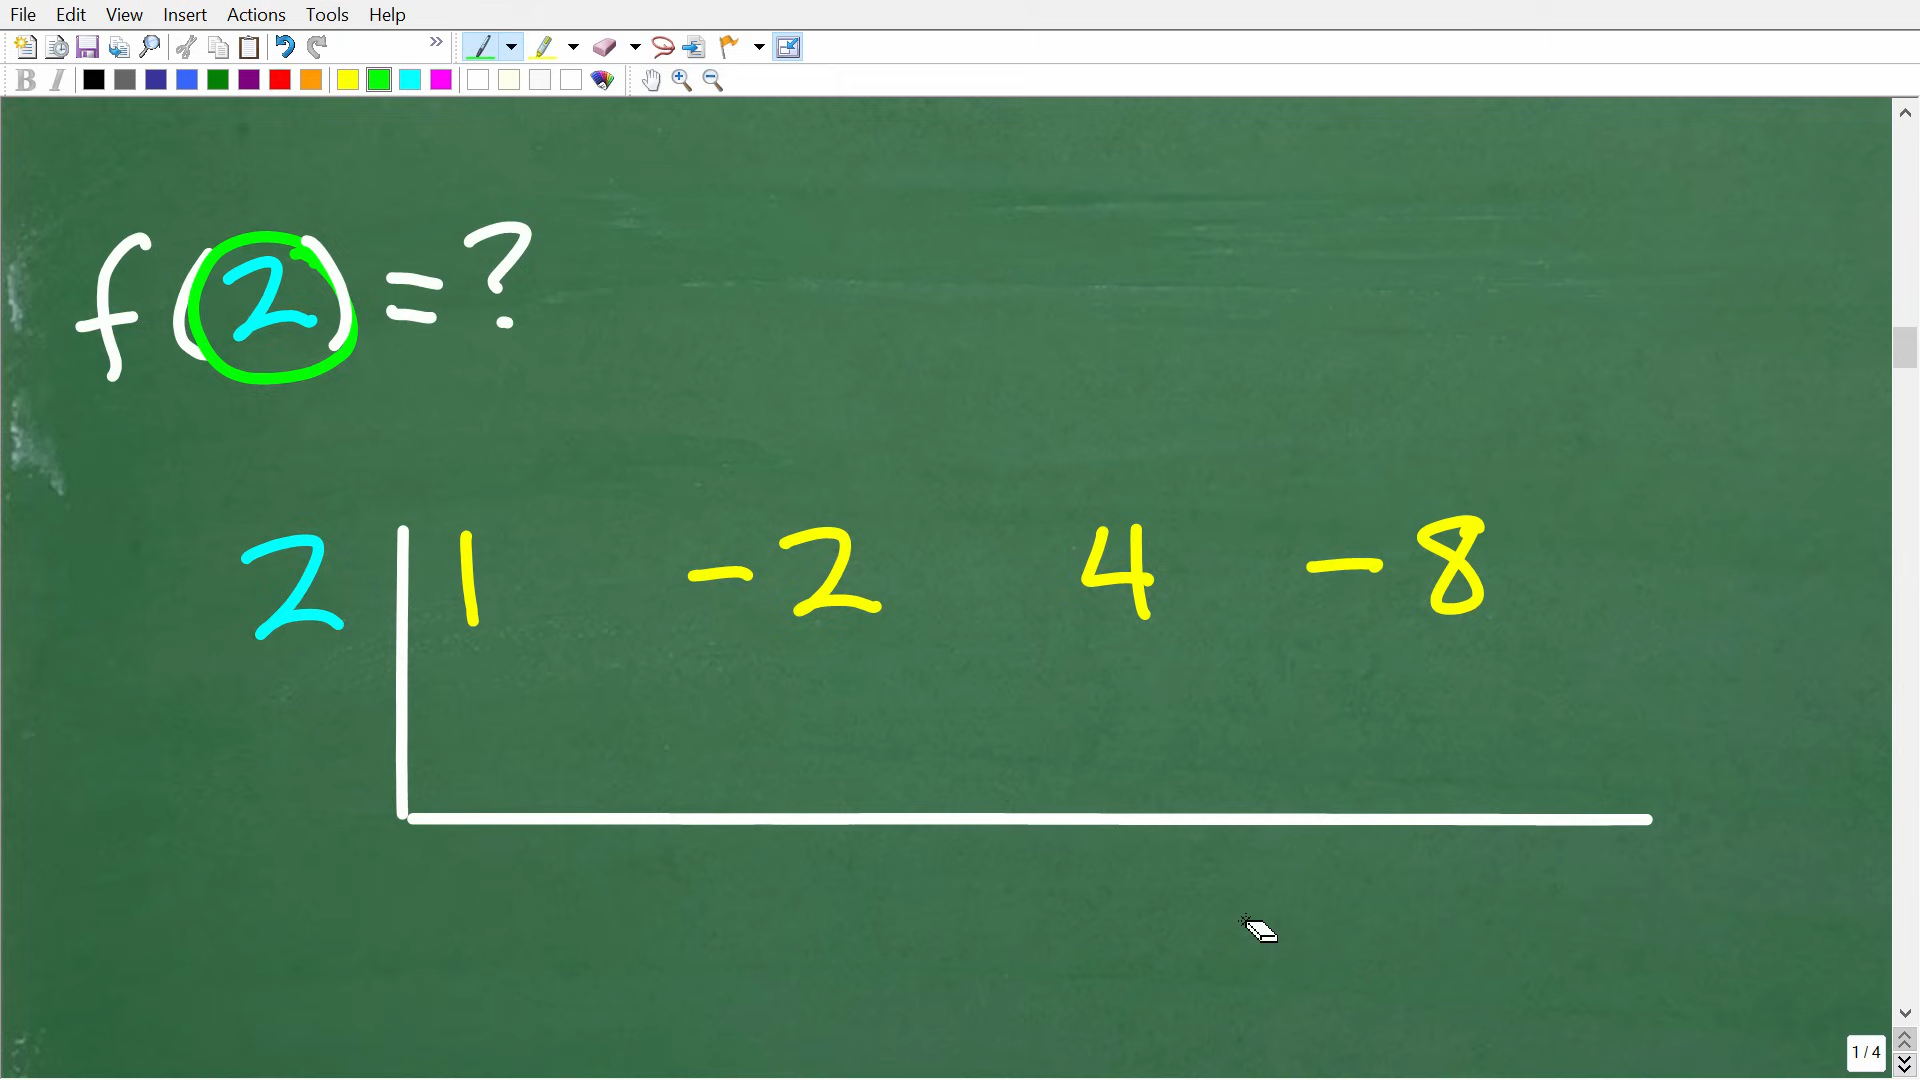 File Edit View Insert Actions Tools Help
B I
f(2)=?
2 1 -2 4 -8
1 / 4